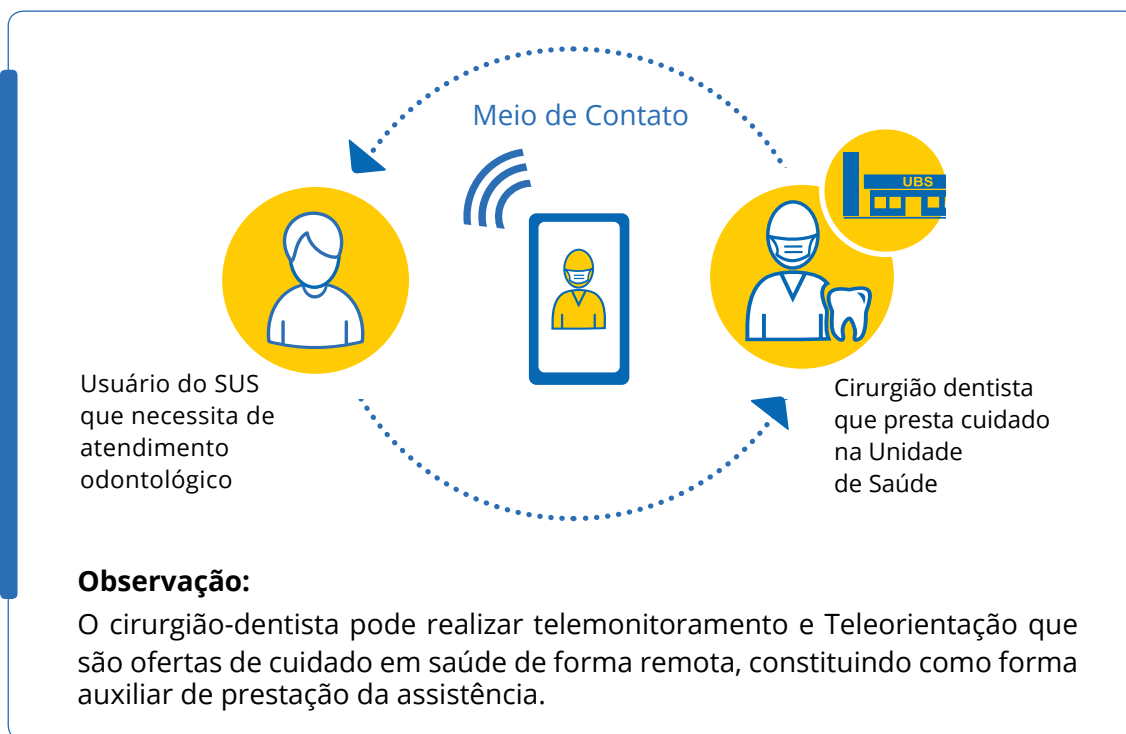 Meio de Contato
UBS
Usuário do SUS
que necessita de
atendimento
odontológico
Cirurgião dentista
que presta cuidado
na Unidade
de Saúde
Observação:
O cirurgião-dentista pode realizar telemonitoramento e Teleorientação que
são ofertas de cuidado em saúde de forma remota, constituindo como forma
auxiliar de prestação da assistência.